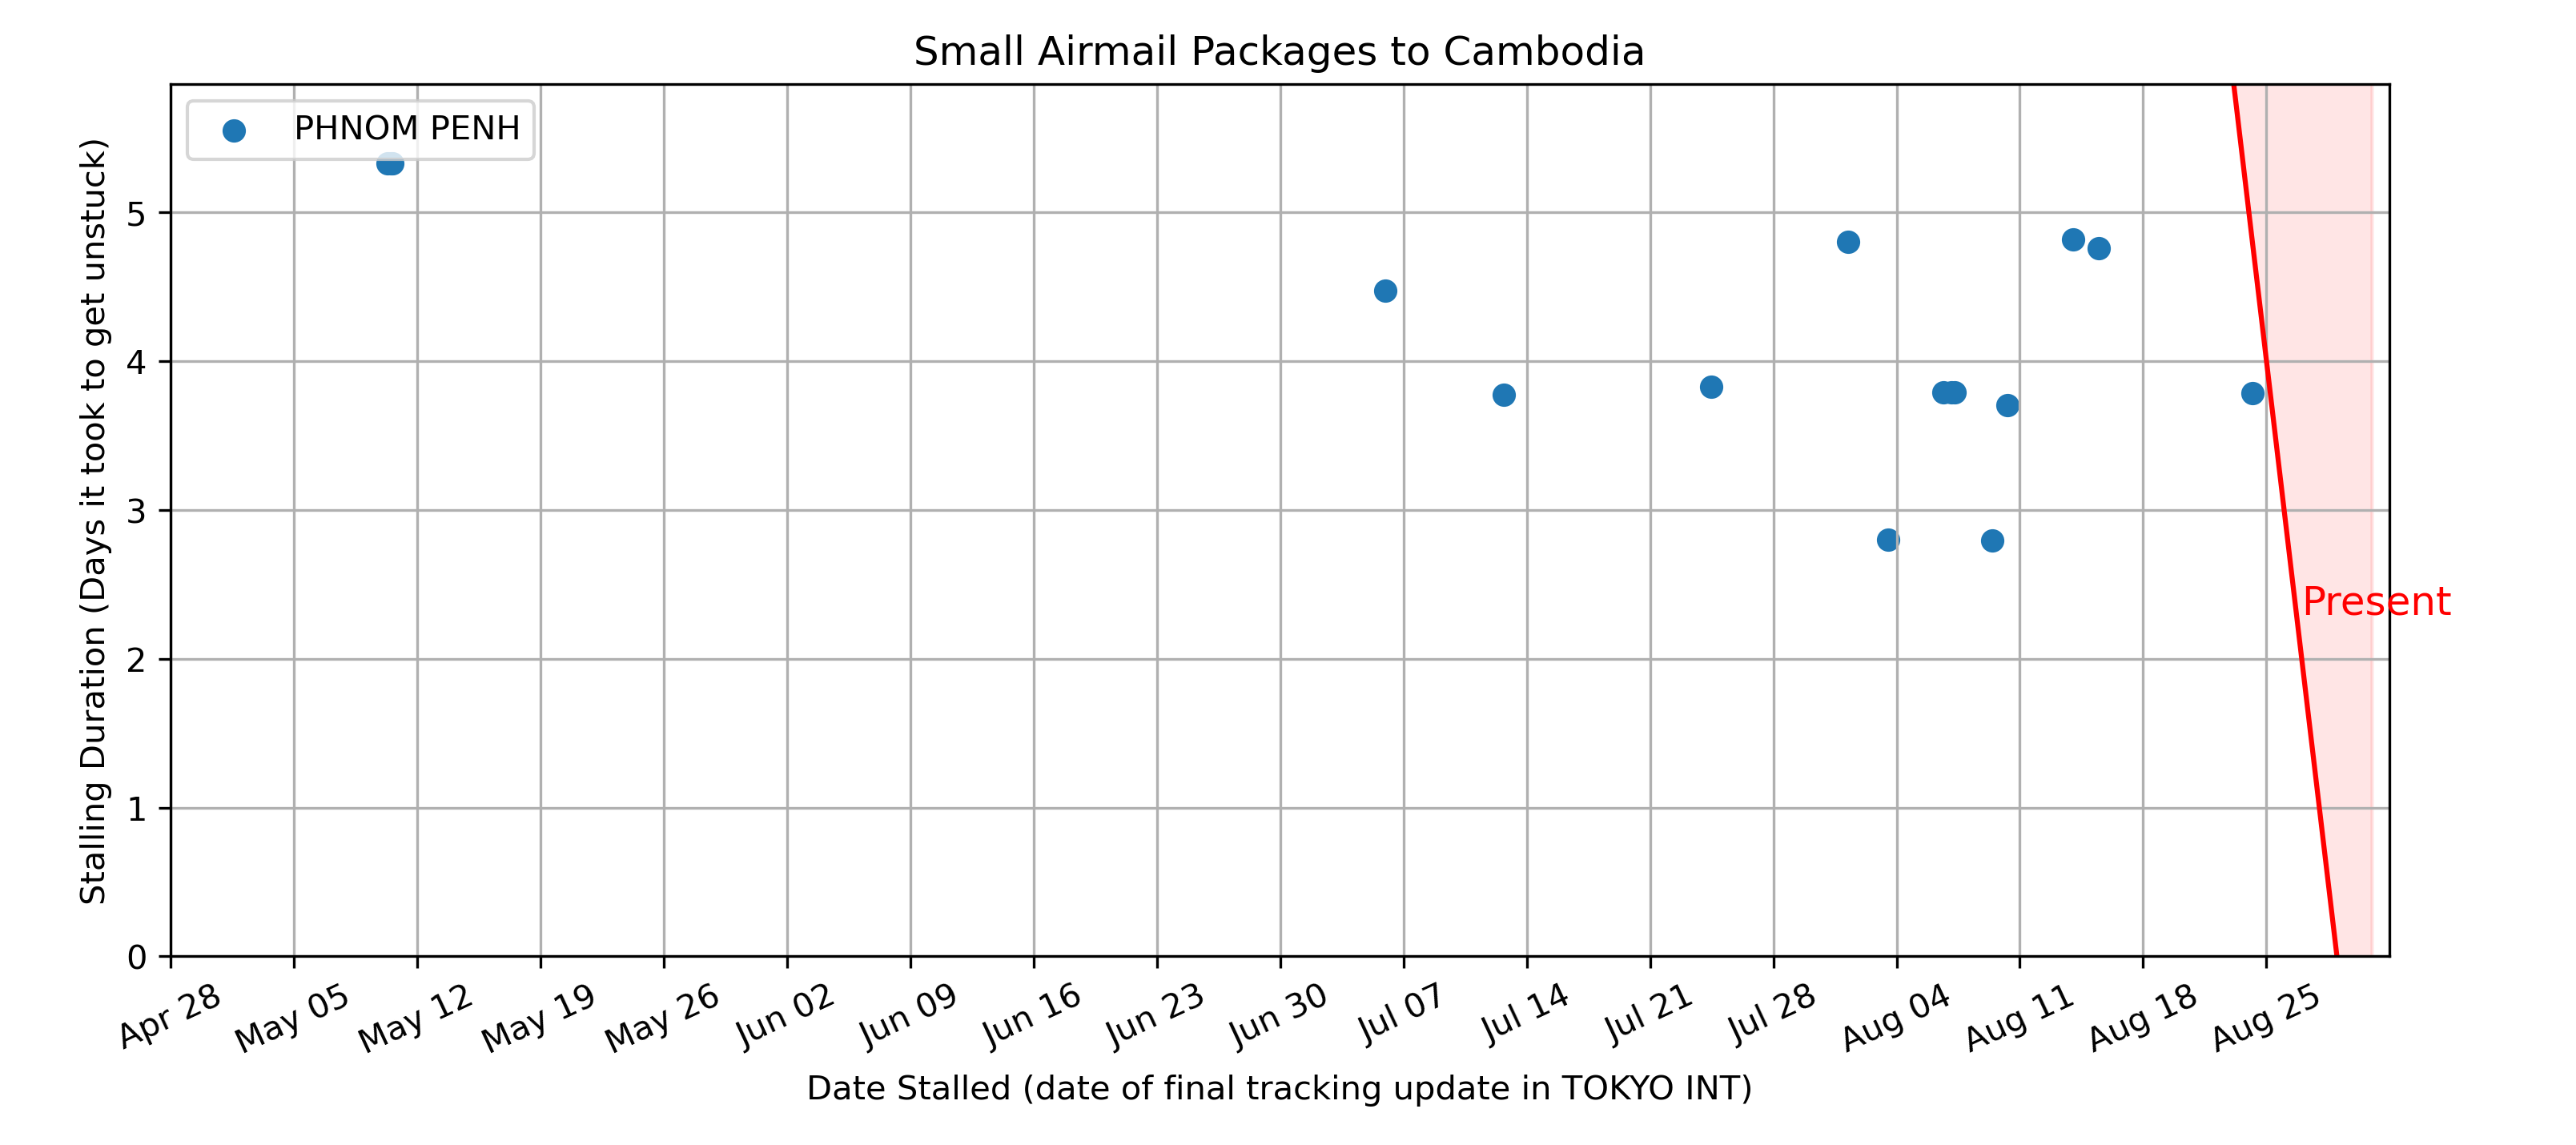 Small Airmail Packages to Cambodia
PHNOM PENH
Stalling Duration (Days it took to get unstuck)
5
4
3
2
1
0
Present
Apr 28
May 05
May 12
May 19
May 26
Jun 02
Jun 09
Jun 16
Jun 23
Jun 30
Jul 07
Jul 14
Jul 21
Jul 28
Aug 04
Aug 11
Aug 18
Aug 25
Date Stalled (date of final tracking update in TOKYO INT)